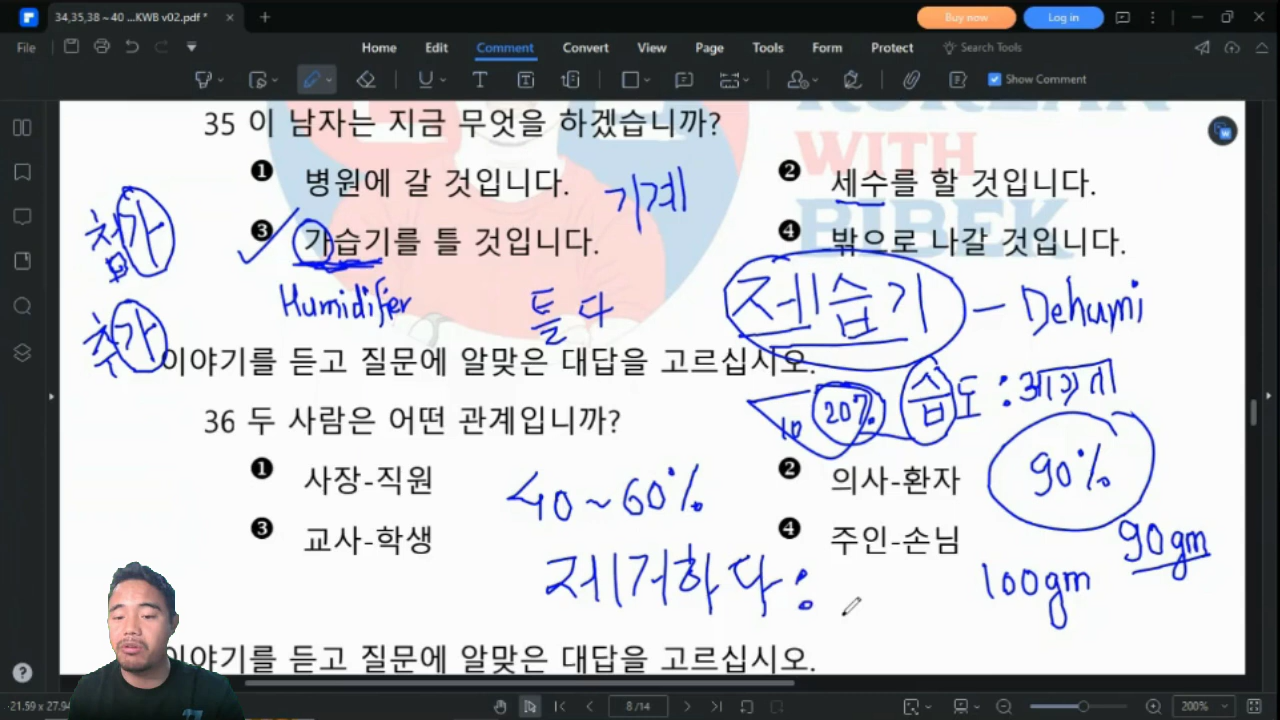 34,35,38 ~ 40 ...KWB v02.pdf *
Buy now
Log in
File
Home Edit Comment Convert View Page Tools Form Protect Search Tools
Show Comment
KOREAN
WITH
BIBEK
35 이 남자는 지금 무엇을 하겠습니까?
❶ 병원에 갈 것입니다.
기계
❷ 세수를 할 것입니다.
첨가
❸ 가습기를 틀 것입니다.
❹ 밖으로 나갈 것입니다.
Humidifer
틀다
제습기 - Dehumi
추가
이야기를 듣고 질문에 알맞은 대답을 고르십시오.
10 20% 습도 :
36 두 사람은 어떤 관계입니까?
90%
❶ 사장-직원
40 ~ 60%
❷ 의사-환자
❸ 교사-학생
❹ 주인-손님
90gm
제거하다 :
100gm
이야기를 듣고 질문에 알맞은 대답을 고르십시오.
-21.59 x 27.94
8 /14
200%